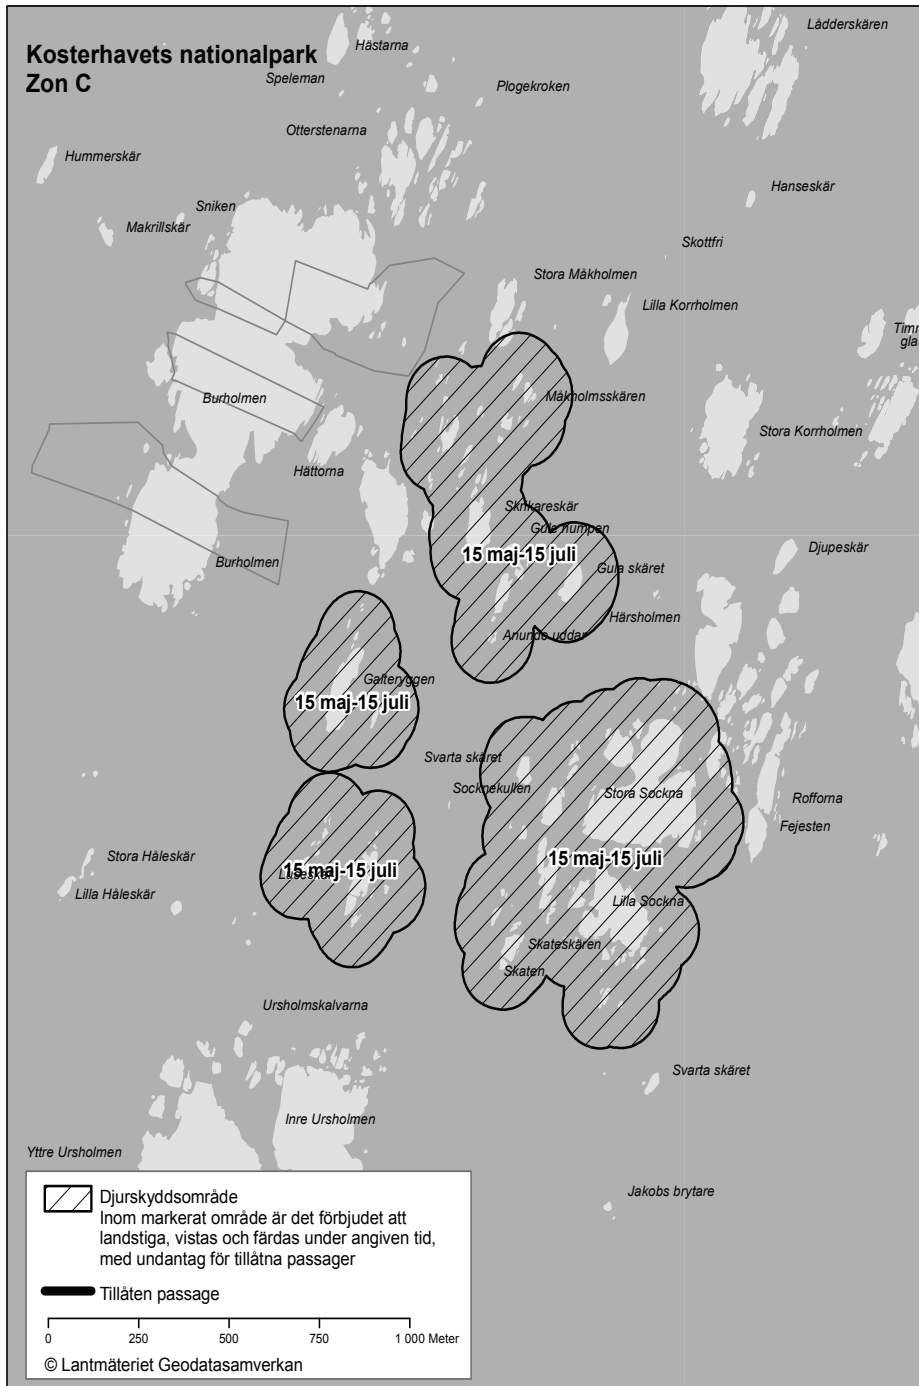 Kosterhavets nationalpark
Zon C
Hästarna
Lådderskären
Speleman
Plogekroken
Otterstenarna
Hummerskär
Hanseskär
Sniken
Makrillskär
Skottfri
Stora Måkholmen
Lilla Korrholmen
Burholmen
Måkholmsskären
Stora Korrholmen
Hättorna
Skrikareskär
Gula humpen
Djupeskär
15 maj-15 juli
Burholmen
Gula skäret
Härsholmen
Anunde uddar
Galteryggen
15 maj-15 juli
Svarta skäret
Socknekullen
Stora Sockna
Rofforna
Fejesten
Stora Håleskär
15 maj-15 juli
15 maj-15 juli
Lilla Håleskär
Lilla Sockna
Skateskären
Skaten
Ursholmskalvarna
Svarta skäret
Inre Ursholmen
Yttre Ursholmen
Jakobs brytare
Djurskyddsområde
Inom markerat område är det förbjudet att
landstiga, vistas och färdas under angiven tid,
med undantag för tillåtna passager
Tillåten passage
0 250 500 750 1 000 Meter
© Lantmäteriet Geodatasamverkan